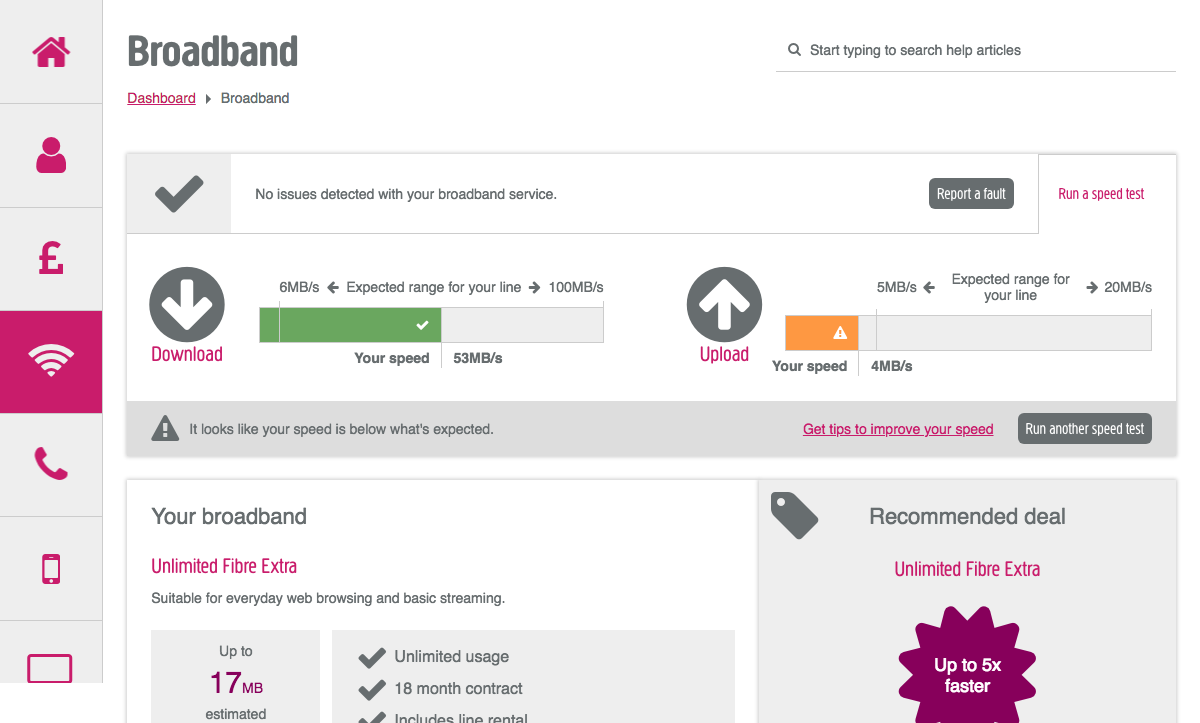 Broadband
Start typing to search help articles
Dashboard Broadband
No issues detected with your broadband service.
Report a fault
Run a speed test
Download
6MB/s Expected range for your line 100MB/s
Your speed 53MB/s
Upload
5MB/s Expected range for
your line 20MB/s
Your speed 4MB/s
It looks like your speed is below what's expected.
Get tips to improve your speed
Run another speed test
Your broadband
Unlimited Fibre Extra
Suitable for everyday web browsing and basic streaming.
Up to
17MB
estimated
Unlimited usage
18 month contract
Includes line rental
Recommended deal
Unlimited Fibre Extra
Up to 5x
faster